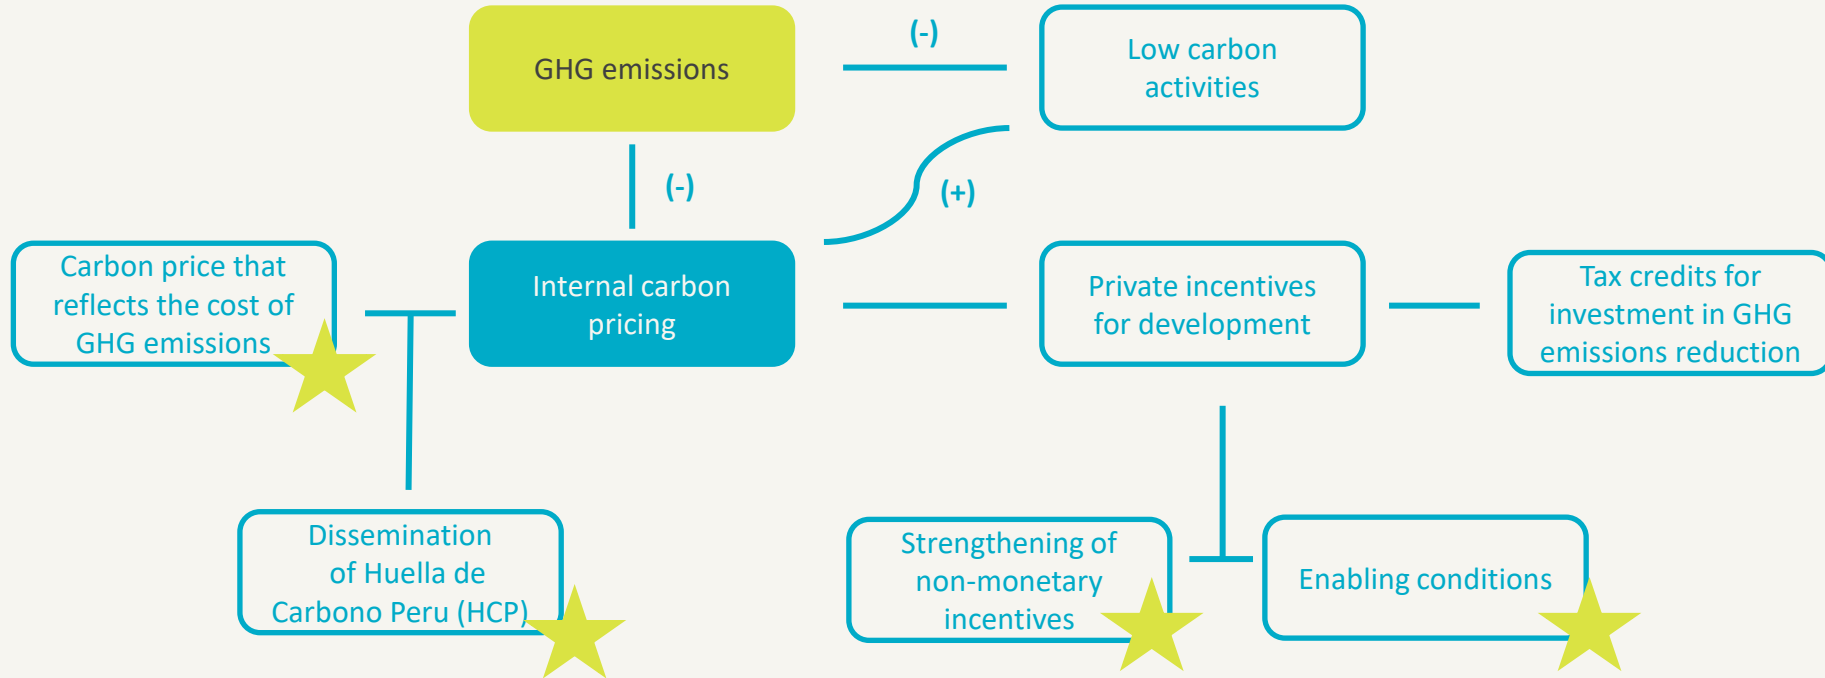 GHG emissions
(-)
Low carbon
activities
(-)
(+)
Carbon price that
reflects the cost of
GHG emissions
Internal carbon
pricing
Private incentives
for development
Tax credits for
investment in GHG
emissions reduction
Dissemination
of Huella de
Carbono Peru (HCP)
Strengthening of
non-monetary
incentives
Enabling conditions